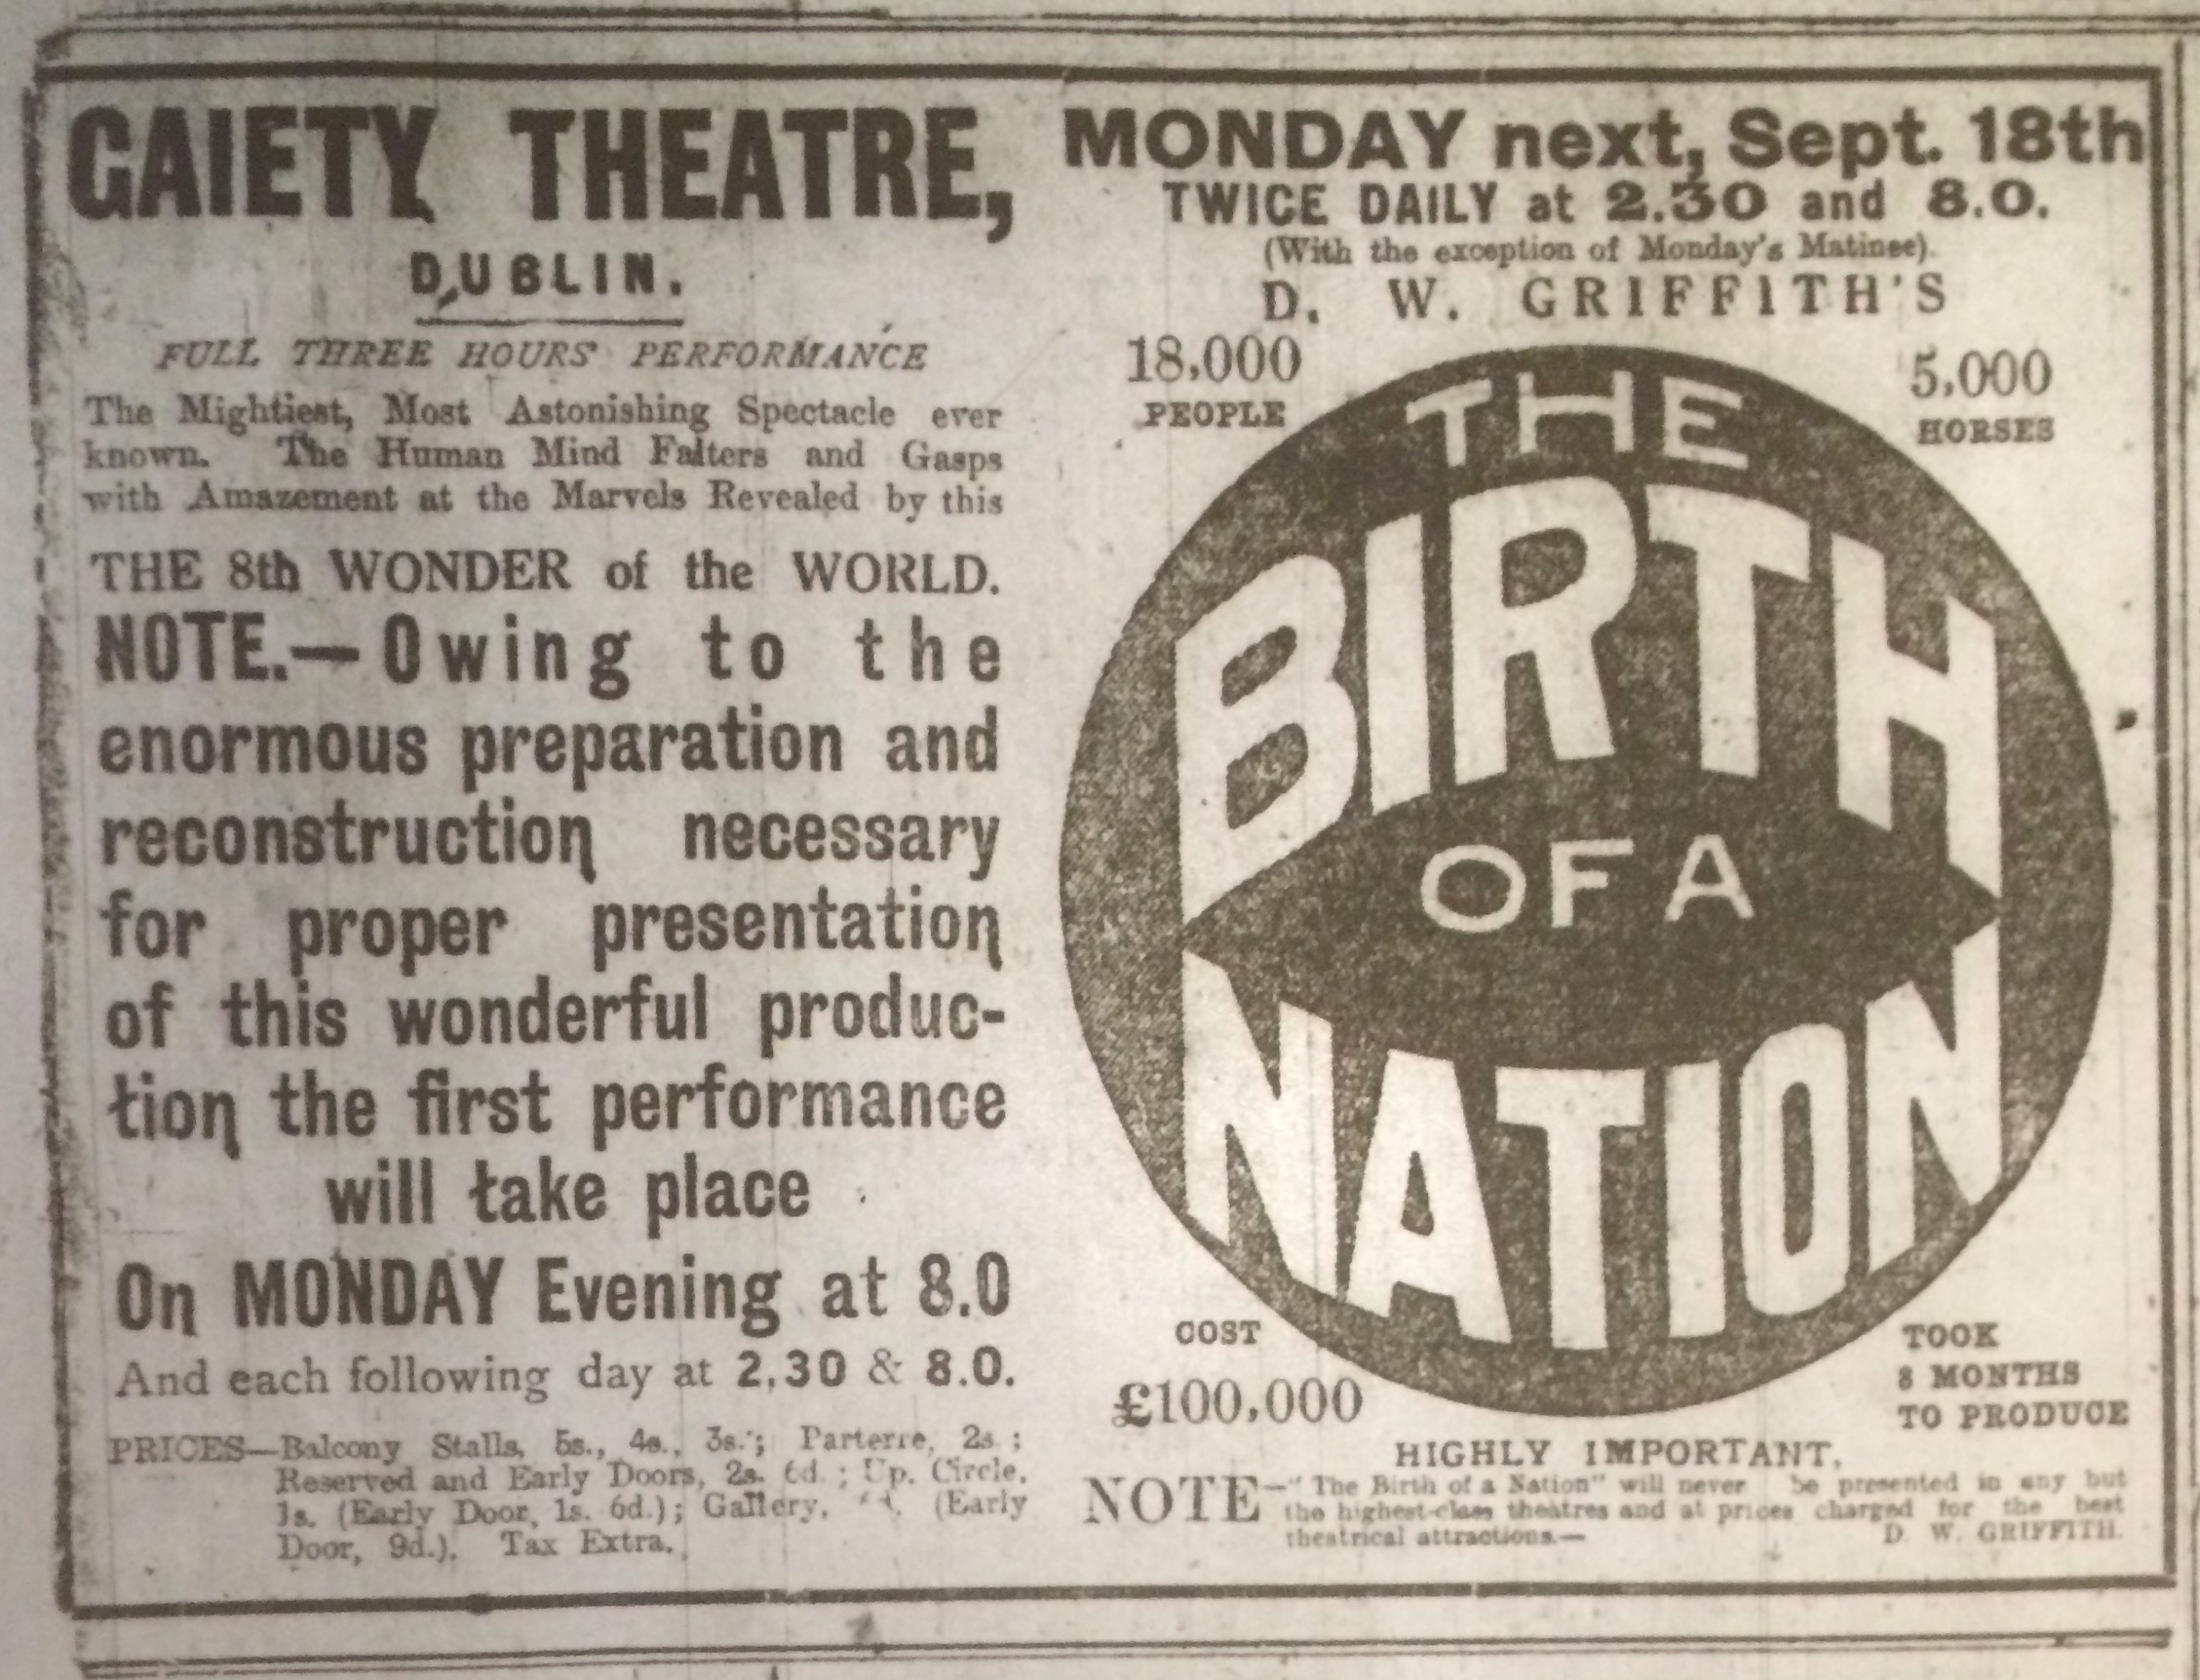 GAIETY THEATRE,
DUBLIN.
FULL THREE HOURS' PERFORMANCE
The Mightiest, Most Astonishing Spectacle ever
known. The Human Mind Falters and Gasps
with Amazement at the Marvels Revealed by this
THE 8th WONDER of the WORLD.
NOTE.—Owing to the
enormous preparation and
reconstruction necessary
for proper presentation
of this wonderful produc-
tion the first performance
will take place
On MONDAY Evening at 8.0
And each following day at 2.30 & 8.0.
PRICES—Balcony Stalls, 5s., 4s., 3s.; Parterre, 2s.;
Reserved and Early Doors, 2s. 6d.; Up. Circle,
1s. (Early Door, 1s. 6d.); Gallery, (Early
Door, 9d.). Tax Extra.
MONDAY next, Sept. 18th
TWICE DAILY at 2.30 and 8.0.
(With the exception of Monday's Matinee).
D. W. GRIFFITH'S
18,000
PEOPLE
5,000
HORSES
THE
BIRTH
OF A
NATION
COST
£100,000
TOOK
8 MONTHS
TO PRODUCE
HIGHLY IMPORTANT.
NOTE—"The Birth of a Nation" will never be presented in any but
the highest-class theatres and at prices charged for the best
theatrical attractions.— D. W. GRIFFITH.